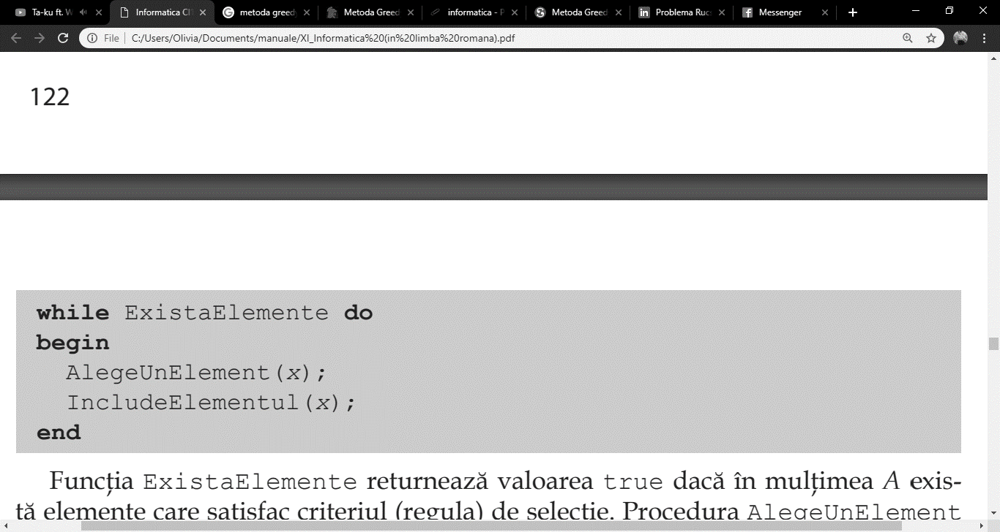 Ta-ku ft. W
Informatica Cl
metoda greed
Metoda Greed
informatica - P
Metoda Greed
Problema Ruc
Messenger
File | C:/Users/Olivia/Documents/manuale/XI_Informatica%20(in%20limba%20romana).pdf
122
while ExistaElemente do
begin
AlegeUnElement(x);
IncludeElementul(x);
end
Funcția ExistaElemente returnează valoarea true dacă în mulțimea A exis-
tă elemente care satisfac criteriul (regula) de selecție. Procedura AlegeUnElement